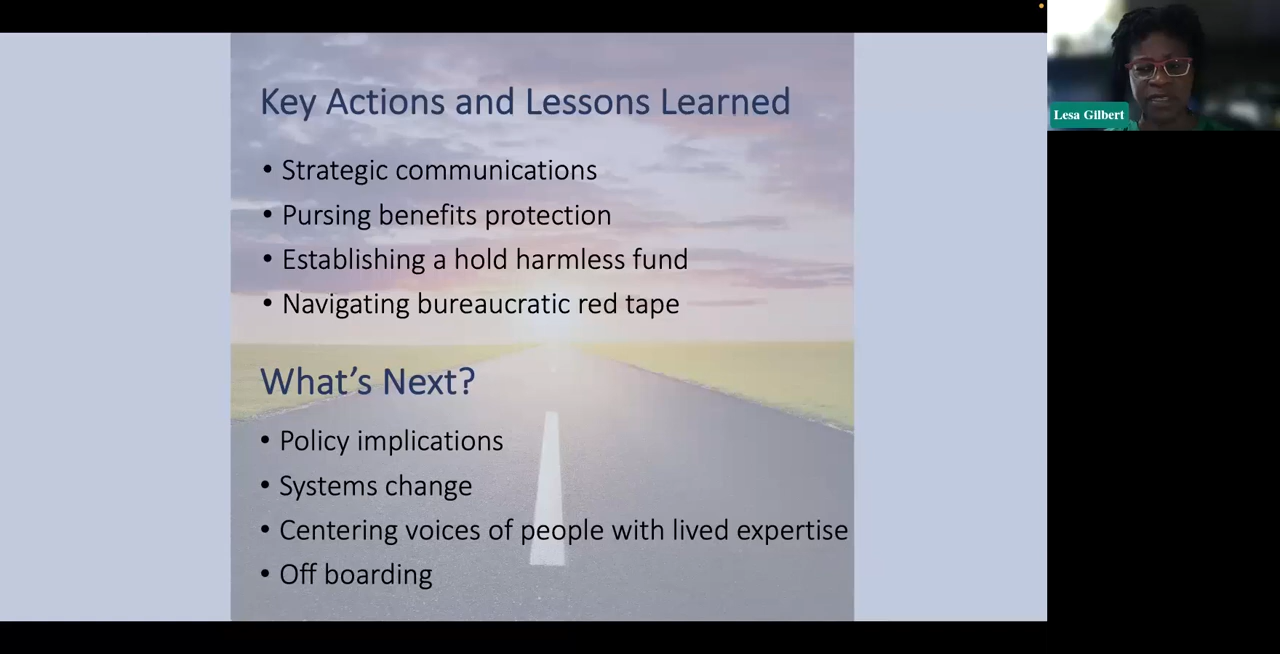 Key Actions and Lessons Learned
• Strategic communications
• Pursing benefits protection
• Establishing a hold harmless fund
• Navigating bureaucratic red tape
What's Next?
• Policy implications
• Systems change
• Centering voices of people with lived expertise
• Off boarding
Lesa Gilbert